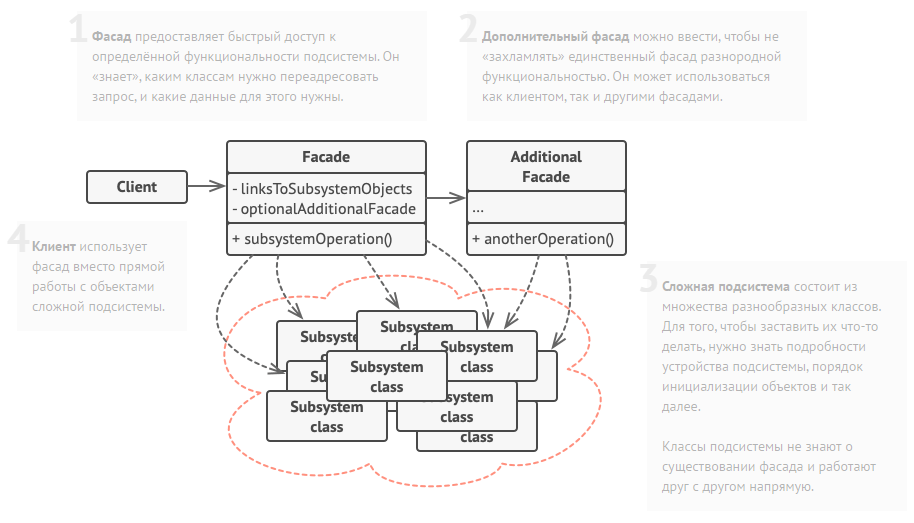 1
Фасад предоставляет быстрый доступ к
определённой функциональности подсистемы. Он
«знает», каким классам нужно переадресовать
запрос, и какие данные для этого нужны.
2
Дополнительный фасад можно ввести, чтобы не
«захламлять» единственный фасад разнородной
функциональностью. Он может использоваться
как клиентом, так и другими фасадами.
Client
Facade
- linksToSubsystemObjects
- optionalAdditionalFacade
+ subsystemOperation()
Additional
Facade
...
+ anotherOperation()
4
Клиент использует
фасад вместо прямой
работы с объектами
сложной подсистемы.
3
Сложная подсистема состоит из
множества разнообразных классов.
Для того, чтобы заставить их что-то
делать, нужно знать подробности
устройства подсистемы, порядок
инициализации объектов и так
далее.
Классы подсистемы не знают о
существовании фасада и работают
друг с другом напрямую.
Subsystem
Subsystem
class
Subsystem
class
Subsystem
class
Subsystem
class
class